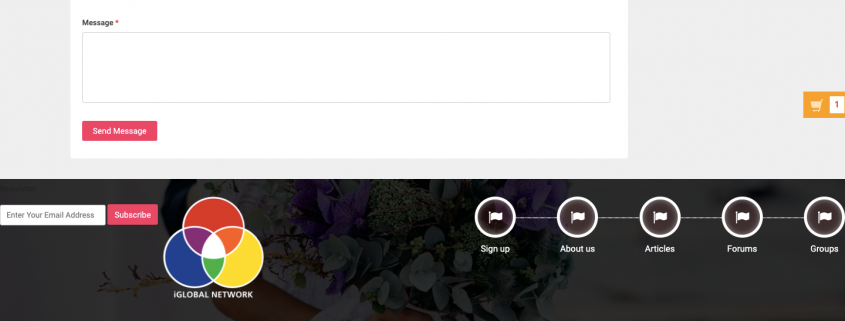 Message *
Send Message
1
Enter Your Email Address
Subscribe
iGLOBAL NETWORK
Sign up
About us
Articles
Forums
Groups